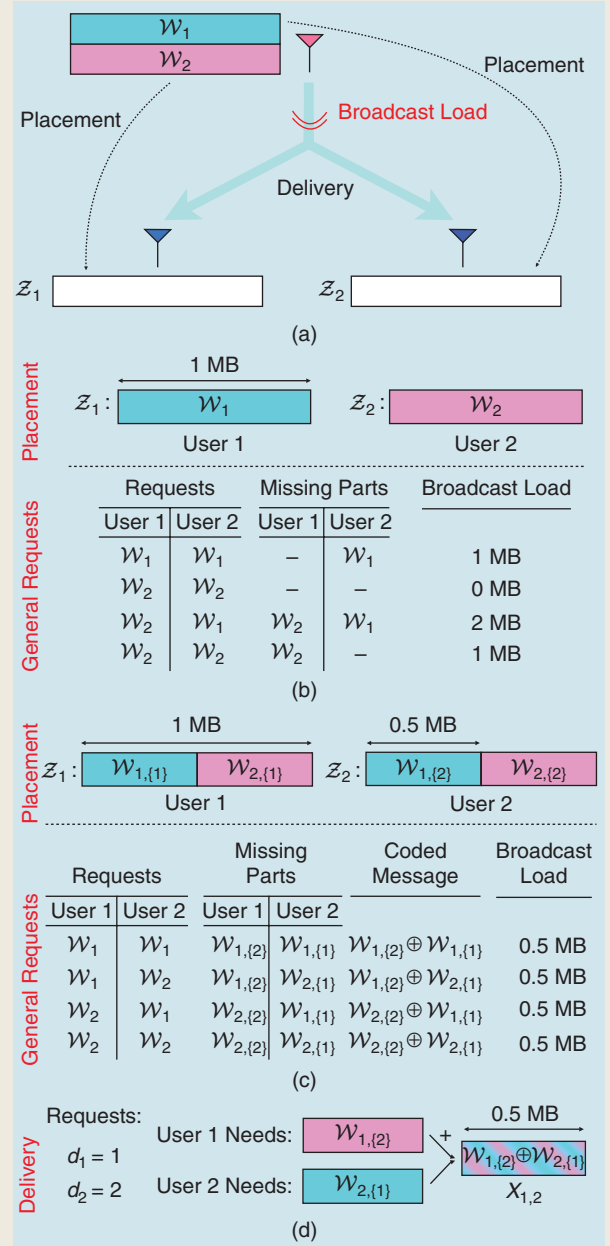 𝒲1
𝒲2
Placement
Placement
Broadcast Load
Delivery
𝒵1
𝒵2
(a)
Placement
1 MB
𝒵1: 𝒲1
𝒵2: 𝒲2
User 1
User 2
General Requests
Requests Missing Parts Broadcast Load
User 1 User 2 User 1 User 2
𝒲1 𝒲1 – 𝒲1 1 MB
𝒲2 𝒲2 – – 0 MB
𝒲2 𝒲1 𝒲2 𝒲1 2 MB
𝒲2 𝒲2 𝒲2 – 1 MB
(b)
Placement
1 MB
0.5 MB
𝒵1: 𝒲1,{1} 𝒲2,{1}
𝒵2: 𝒲1,{2} 𝒲2,{2}
User 1
User 2
General Requests
Missing Coded Broadcast
Requests Parts Message Load
User 1 User 2 User 1 User 2
𝒲1 𝒲1 𝒲1,{2} 𝒲1,{1} 𝒲1,{2} ⊕ 𝒲1,{1} 0.5 MB
𝒲1 𝒲2 𝒲1,{2} 𝒲2,{1} 𝒲1,{2} ⊕ 𝒲2,{1} 0.5 MB
𝒲2 𝒲1 𝒲2,{2} 𝒲1,{1} 𝒲2,{2} ⊕ 𝒲1,{1} 0.5 MB
𝒲2 𝒲2 𝒲2,{2} 𝒲2,{1} 𝒲2,{2} ⊕ 𝒲2,{1} 0.5 MB
(c)
Delivery
Requests:
d1 = 1
d2 = 2
User 1 Needs: 𝒲1,{2}
User 2 Needs: 𝒲2,{1}
+
0.5 MB
𝒲1,{2} ⊕ 𝒲2,{1}
X1,2
(d)